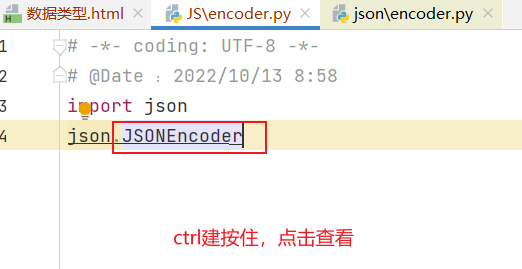 数据类型.html JS\encoder.py json\encoder.py
1 # -*- coding: UTF-8 -*-
2 # @Date ：2022/10/13 8:58
3 import json
4 json.JSONEncoder
ctrl建按住，点击查看